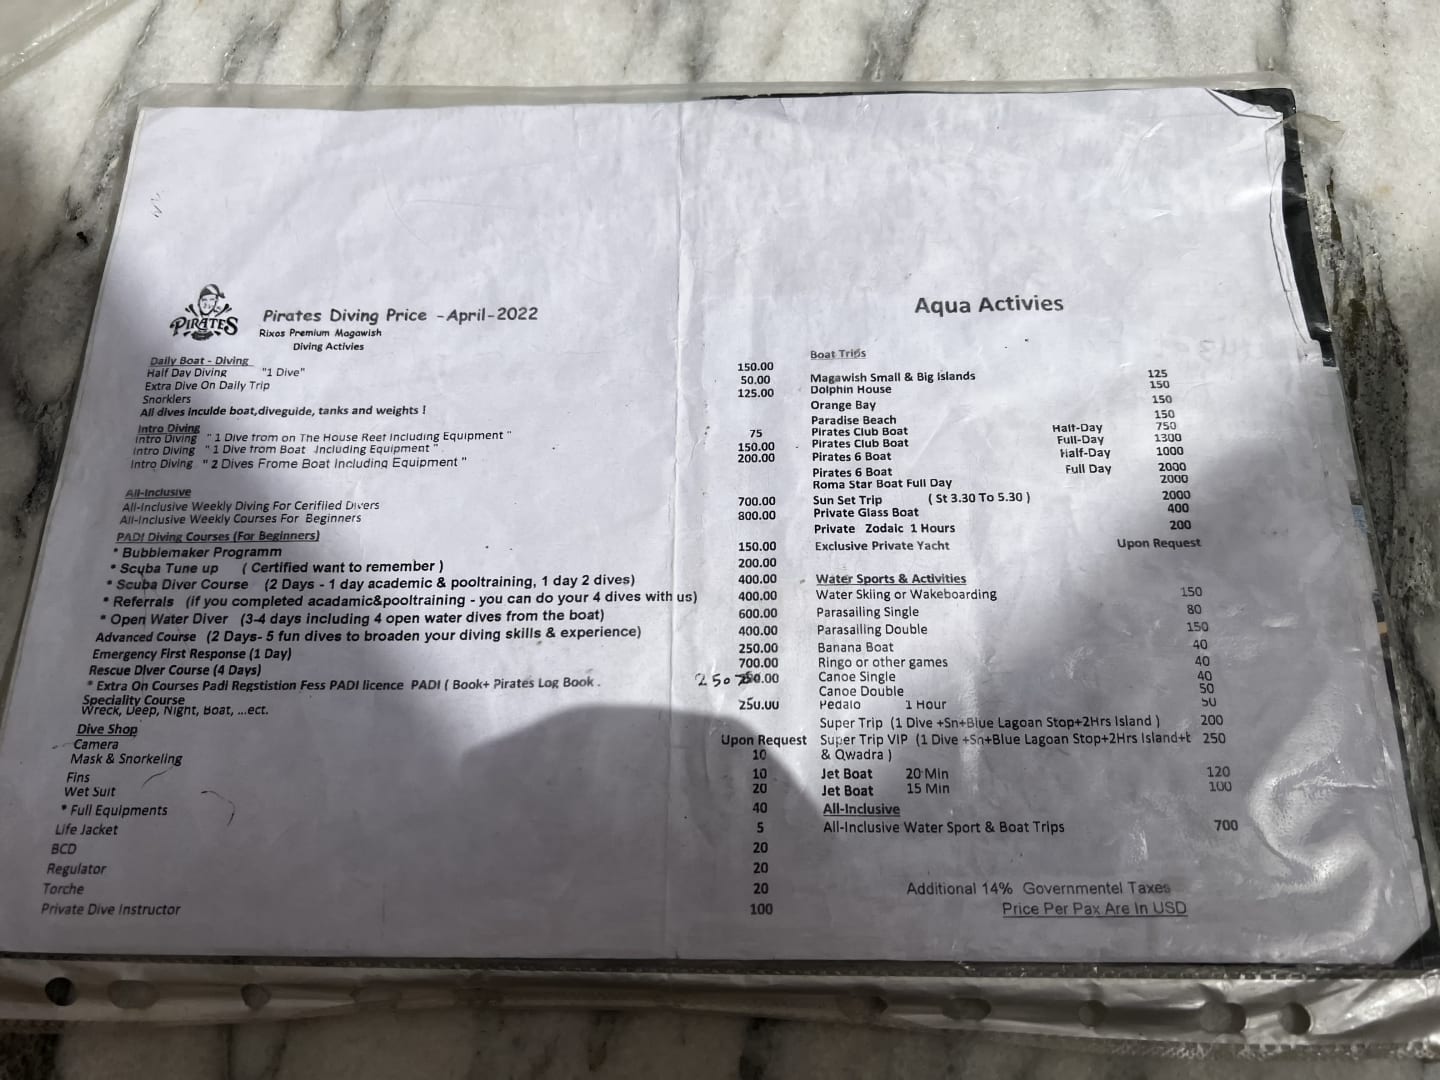 PIRATES
Pirates Diving Price -April-2022
Rixos Premium Magawish
Diving Activies
Daily Boat - Diving
Half Day Diving "1 Dive" 150.00
Extra Dive On Daily Trip 50.00
Snorklers 125.00
All dives inculde boat,diveguide, tanks and weights !
Intro Diving
Intro Diving " 1 Dive from on The House Reef Including Equipment " 75
Intro Diving " 1 Dive from Boat Including Equipment " 150.00
Intro Diving " 2 Dives Frome Boat Including Equipment " 200.00
All-Inclusive
All-Inclusive Weekly Diving For Cerifiled Divers 700.00
All-Inclusive Weekly Courses For Beginners 800.00
PADI Diving Courses (For Beginners)
* Bubblemaker Programm 150.00
* Scuba Tune up ( Certified want to remember ) 200.00
* Scuba Diver Course (2 Days - 1 day academic & pooltraining, 1 day 2 dives) 400.00
* Referrals (if you completed acadamic&pooltraining - you can do your 4 dives with us) 400.00
* Open Water Diver (3-4 days including 4 open water dives from the boat) 600.00
Advanced Course (2 Days- 5 fun dives to broaden your diving skills & experience) 400.00
Emergency First Response (1 Day) 250.00
Rescue Diver Course (4 Days) 700.00
* Extra On Courses Padi Regstistion Fess PADI licence PADI ( Book+ Pirates Log Book . 250
Speciality Course 250.00
Wreck, Deep, Night, Boat, ...ect.
Dive Shop
Camera Upon Request
Mask & Snorkeling 10
Fins 10
Wet Suit 20
* Full Equipments 40
Life Jacket 5
BCD 20
Regulator 20
Torche 20
Private Dive Instructor 100
Aqua Activies
Boat Trips
Magawish Small & Big Islands 125
Dolphin House 150
Orange Bay 150
Paradise Beach 150
Pirates Club Boat Half-Day 750
Pirates Club Boat Full-Day 1300
Pirates 6 Boat Half-Day 1000
Pirates 6 Boat Full Day 2000
Roma Star Boat Full Day 2000
Sun Set Trip ( St 3.30 To 5.30 ) 2000
Private Glass Boat 400
Private Zodaic 1 Hours 200
Exclusive Private Yacht Upon Request
Water Sports & Activities
Water Skiing or Wakeboarding 150
Parasailing Single 80
Parasailing Double 150
Banana Boat 40
Ringo or other games 40
Canoe Single 40
Canoe Double 50
Pedalo 1 Hour 50
Super Trip (1 Dive +Sn+Blue Lagoan Stop+2Hrs Island ) 200
Super Trip VIP (1 Dive +Sn+Blue Lagoan Stop+2Hrs Island+t 250
& Qwadra )
Jet Boat 20 Min 120
Jet Boat 15 Min 100
All-Inclusive
All-Inclusive Water Sport & Boat Trips 700
Additional 14% Governmentel Taxes
Price Per Pax Are In USD